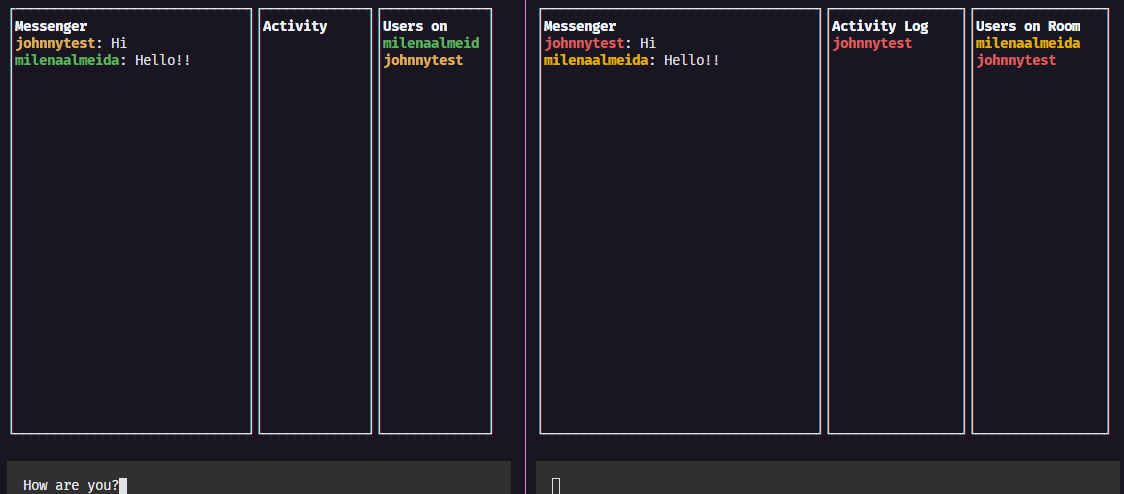 Messenger
johnnytest: Hi
milenaalmeida: Hello!!
Activity
Users on
milenaalmeid
johnnytest
How are you?
Messenger
johnnytest: Hi
milenaalmeida: Hello!!
Activity Log
johnnytest
Users on Room
milenaalmeida
johnnytest